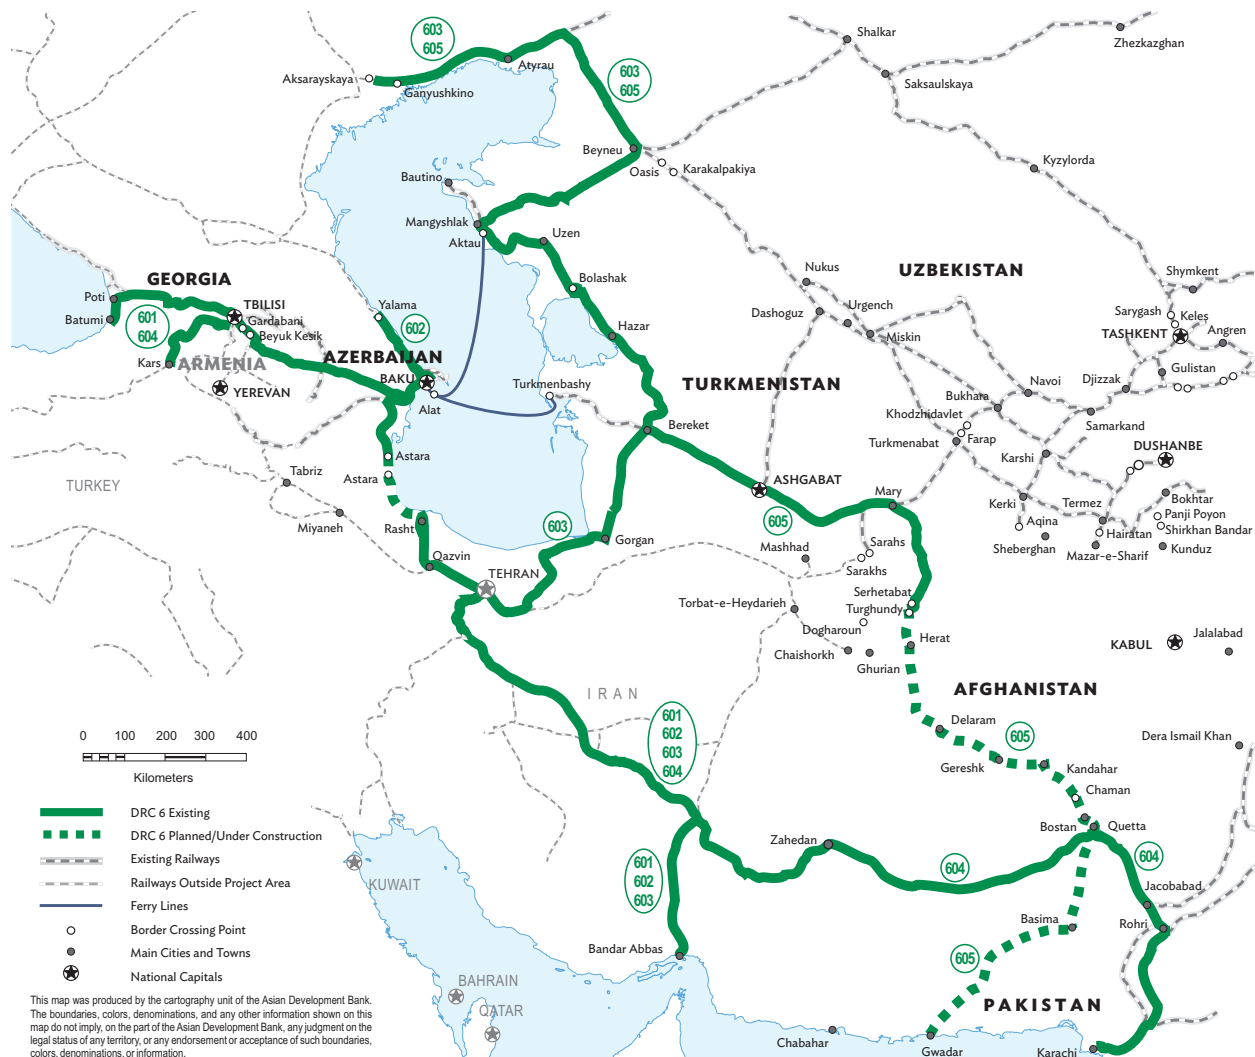 603
605
Shalkar
Zhezkazghan
Aksarayskaya
Atyrau
Ganyushkino
603
605
Saksaulskaya
Beyneu
Oasis
Karakalpakiya
Kyzylorda
Bautino
Mangyshlak
Aktau
Uzen
Bolashak
Nukus
UZBEKISTAN
Shymkent
GEORGIA
Poti
TBILISI
Yalama
Batumi
601
604
Gardabani
Beyuk Kesik
602
Hazar
Dashoguz
Urgench
Miskin
Sarygash
Keles
TASHKENT
Angren
Kars
ARMENIA
AZERBAIJAN
BAKU
YEREVAN
Alat
Turkmenbashy
TURKMENISTAN
Navoi
Djizzak
Gulistan
Bukhara
Khodzhidavlet
Samarkand
Bereket
Turkmenabat
Farap
Karshi
DUSHANBE
Astara
Astara
Tabriz
TURKEY
Miyaneh
ASHGABAT
605
Mary
Kerki
Termez
Bokhtar
Panji Poyon
Aqina
Hairatan
Shirkhan Bandar
Sheberghan
Mazar-e-Sharif
Kunduz
Rasht
603
Gorgan
Qazvin
TEHRAN
Mashhad
Sarahs
Sarakhs
Serhetabat
Turghundy
Torbat-e-Heydarieh
Dogharoun
Chaishorkh
Ghurian
Herat
KABUL
Jalalabad
IRAN
AFGHANISTAN
601
602
603
604
Delaram
605
Gereshk
Kandahar
Dera Ismail Khan
Chaman
Bostan
Quetta
0 100 200 300 400
Kilometers
DRC 6 Existing
DRC 6 Planned/Under Construction
Existing Railways
Railways Outside Project Area
Ferry Lines
Border Crossing Point
Main Cities and Towns
National Capitals
KUWAIT
Zahedan
604
604
601
602
603
Jacobabad
Basima
Rohri
Bandar Abbas
605
BAHRAIN
QATAR
PAKISTAN
Chabahar
Gwadar
Karachi
This map was produced by the cartography unit of the Asian Development Bank.
The boundaries, colors, denominations, and any other information shown on this
map do not imply, on the part of the Asian Development Bank, any judgment on the
legal status of any territory, or any endorsement or acceptance of such boundaries,
colors, denominations, or information.